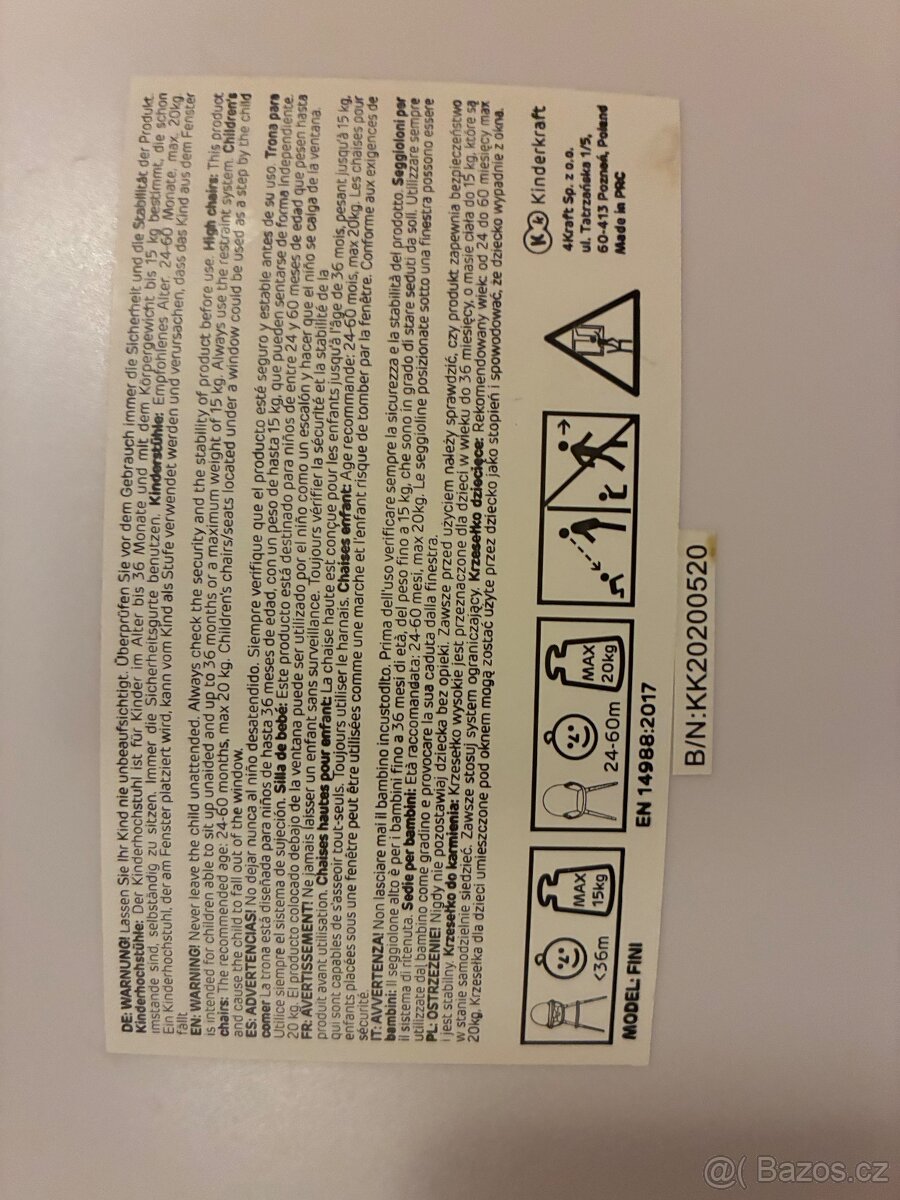 DE: WARNUNG! Lassen Sie Ihr Kind nie unbeaufsichtigt. Überprüfen Sie vor dem Gebrauch immer die Sicherheit und die Stabilität der Produkt.
Kinderhochstühle: Der Kinderhochstuhl ist für Kinder im Alter bis 36 Monate und mit dem Körpergewicht bis 15 kg bestimmt, die schon
imstande sind, selbständig zu sitzen. Immer die Sicherheitsgurte benutzen. Kinderstühle: Empfohlenes Alter: 24-60 Monate, max. 20kg.
Ein Kinderhochstuhl, der am Fenster platziert wird, kann vom Kind als Stufe verwendet werden und verursachen, dass das Kind aus dem Fenster
fällt.
EN: WARNING! Never leave the child unattended. Always check the security and the stability of product before use. High chairs: This product
is intended for children able to sit up unaided and up to 36 months or a maximum weight of 15 kg. Always use the restraint system. Children's
chairs: The recommended age: 24-60 months, max 20 kg. Children's chairs/seats located under a window could be used as a step by the child
and cause the child to fall out of the window.
ES: ADVERTENCIAS! No dejar nunca al niño desatendido. Siempre verifique que el producto esté seguro y estable antes de su uso. Trona para
comer La trona está diseñada para niños de hasta 36 meses de edad, con un peso de hasta 15 kg, que pueden sentarse de forma independiente.
Utilice siempre el sistema de sujeción. Silla de bebé: Este producto está destinado para niños de entre 24 y 60 meses de edad que pesen hasta
20 kg. El producto colocado debajo de la ventana puede ser utilizado por el niño como un escalón y hacer que el niño se caiga de la ventana.
FR: AVERTISSEMENT! Ne jamais laisser un enfant sans surveillance. Toujours vérifier la sécurité et la stabilité de la
produit avant utilisation. Chaises hautes pour enfant: La chaise haute est conçue pour les enfants jusqu'à l'âge de 36 mois, pesant jusqu'à 15 kg,
qui sont capables de s'asseoir tout-seuls. Toujours utiliser le harnais. Chaises enfant: Âge recommandé: 24-60 mois, max 20kg. Les chaises pour
enfants placées sous une fenêtre peut être utilisées comme une marche et l'enfant risque de tomber par la fenêtre. Conforme aux exigences de
sécurité.
IT: AVVERTENZA! Non lasciare mai il bambino incustodito. Prima dell'uso verificare sempre la sicurezza e la stabilità del prodotto. Seggioloni per
bambini: Il seggiolone alto è per i bambini fino a 36 mesi di età, del peso fino a 15 kg, che sono in grado di stare seduti da soli. Utilizzare sempre
il sistema di ritenuta. Sedie per bambini: Età raccomandata: 24-60 mesi, max 20kg. Le seggioline posizionate sotto una finestra possono essere
utilizzate dal bambino come gradino e provocare la sua caduta dalla finestra.
PL: OSTRZEŻENIE! Nigdy nie pozostawiaj dziecka bez opieki. Zawsze przed użyciem należy sprawdzić, czy produkt zapewnia bezpieczeństwo
i jest stabilny. Krzesełko do karmienia: Krzesełko wysokie jest przeznaczone dla dzieci w wieku do 36 miesięcy, o masie ciała do 15 kg, które są
w stanie samodzielnie siedzieć. Zawsze stosuj system ograniczający. Krzesełko dziecięce: Rekomendowany wiek: od 24 do 60 miesięcy max
20kg. Krzesełka dla dzieci umieszczone pod oknem mogą zostać użyte przez dziecko jako stopień i spowodować, że dziecko wypadnie z okna.
<36m
MAX
15kg
24-60m
MAX
20kg
Kinderkraft
4Kraft Sp. z o.o.
ul. Tatrzańska 1/5,
60-413 Poznań, Poland
Made in PRC
MODEL: FINI
EN 14988:2017
B/N:KK20200520
@( Bazos.cz